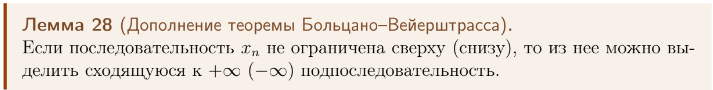 Лемма 28 (Дополнение теоремы Больцано–Вейерштрасса).
Если последовательность xₙ не ограничена сверху (снизу), то из нее можно вы-
делить сходящуюся к +∞ (−∞) подпоследовательность.